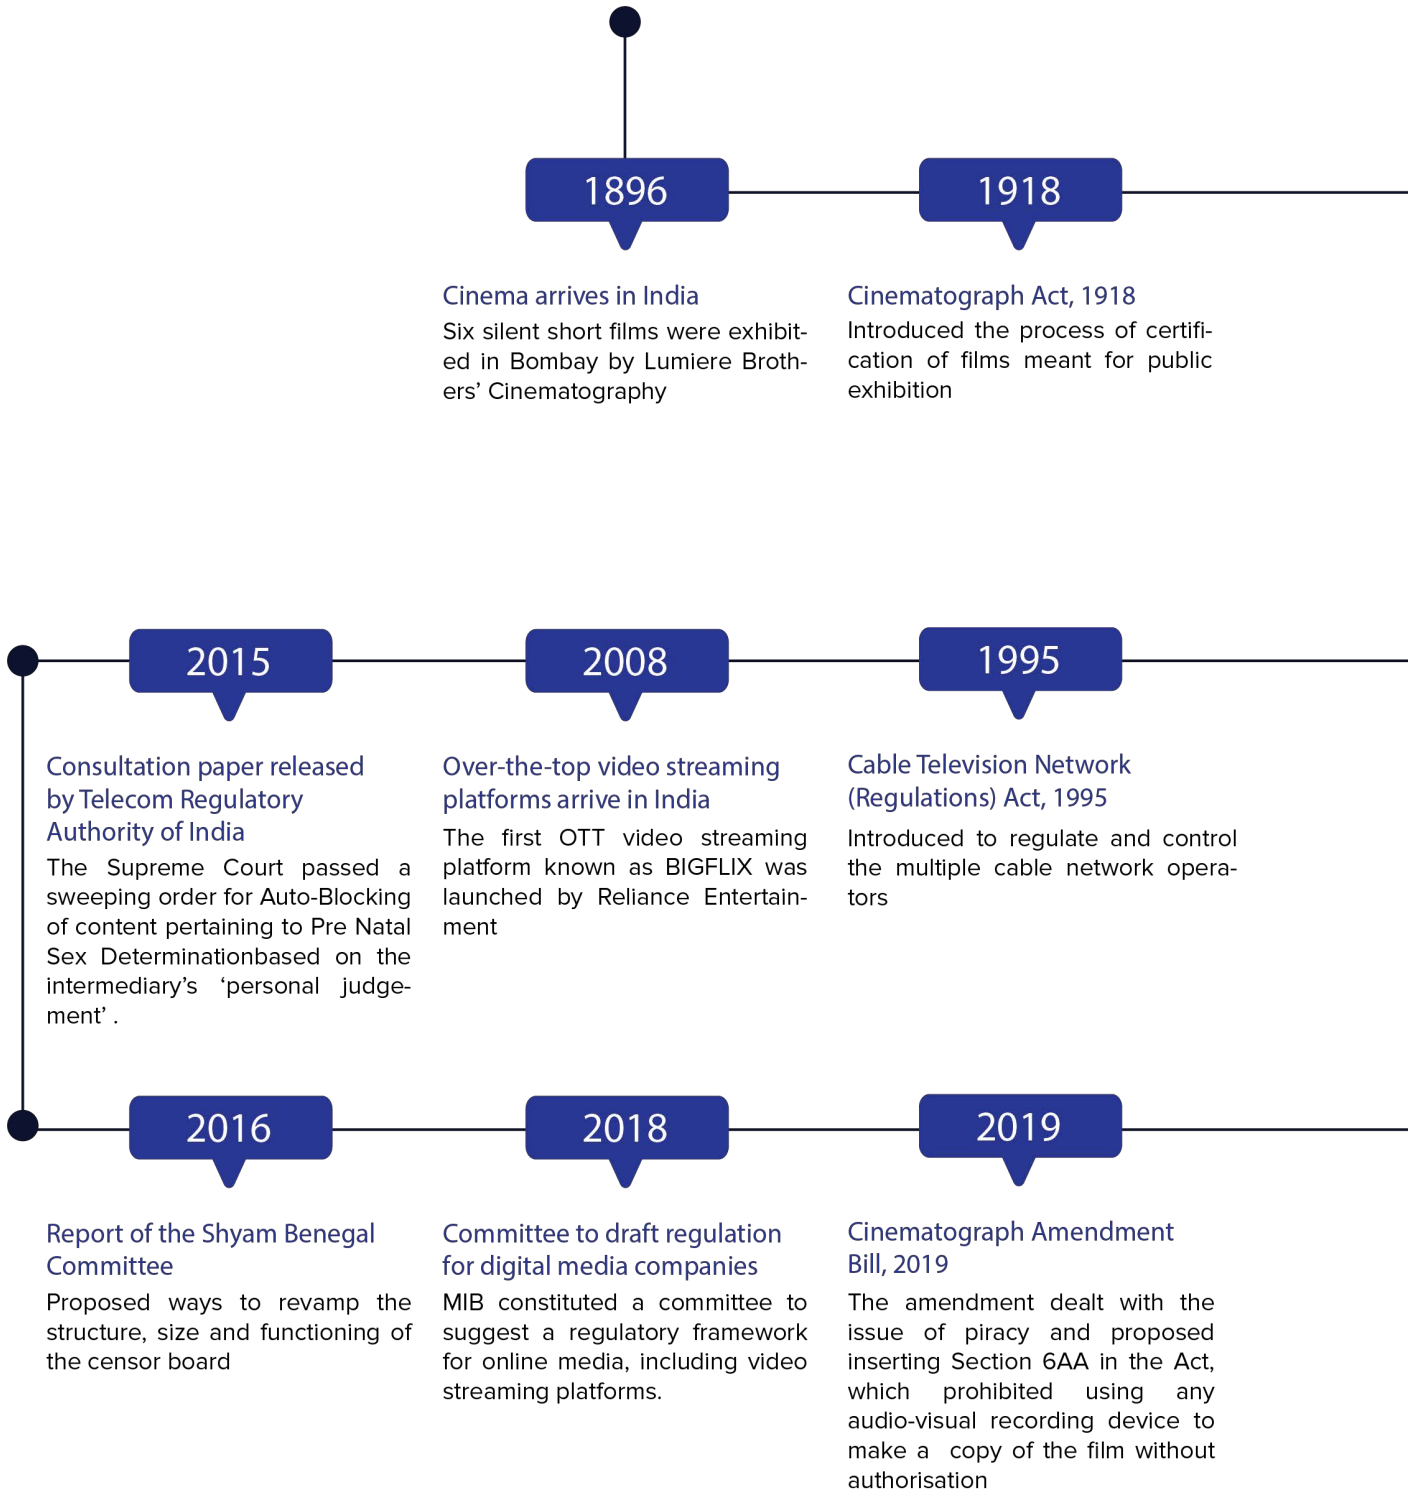 1896
Cinema arrives in India
Six silent short films were exhibit-
ed in Bombay by Lumiere Broth-
ers’ Cinematography
1918
Cinematograph Act, 1918
Introduced the process of certifi-
cation of films meant for public
exhibition
2015
Consultation paper released
by Telecom Regulatory
Authority of India
The Supreme Court passed a
sweeping order for Auto-Blocking
of content pertaining to Pre Natal
Sex Determinationbased on the
intermediary’s ‘personal judge-
ment’ .
2008
Over-the-top video streaming
platforms arrive in India
The first OTT video streaming
platform known as BIGFLIX was
launched by Reliance Entertain-
ment
1995
Cable Television Network
(Regulations) Act, 1995
Introduced to regulate and control
the multiple cable network opera-
tors
2016
Report of the Shyam Benegal
Committee
Proposed ways to revamp the
structure, size and functioning of
the censor board
2018
Committee to draft regulation
for digital media companies
MIB constituted a committee to
suggest a regulatory framework
for online media, including video
streaming platforms.
2019
Cinematograph Amendment
Bill, 2019
The amendment dealt with the
issue of piracy and proposed
inserting Section 6AA in the Act,
which prohibited using any
audio-visual recording device to
make a copy of the film without
authorisation